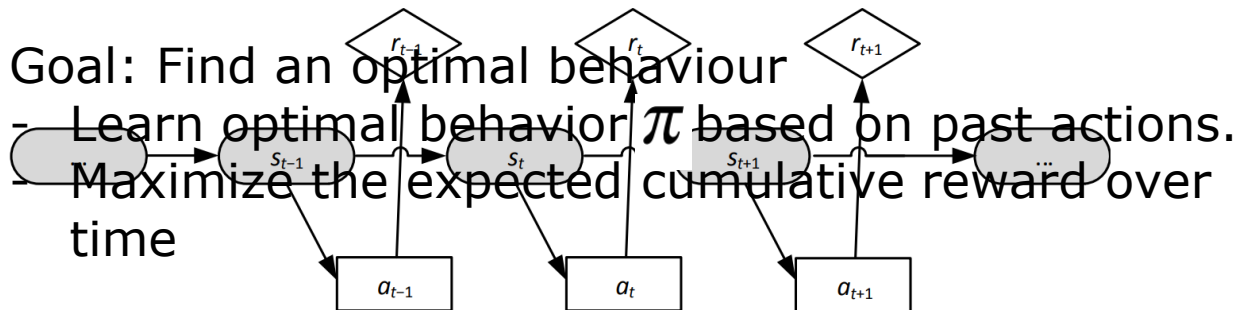 r_{t−1} r_t r_{t+1}
Goal: Find an optimal behaviour
- Learn optimal behavior π based on past actions.
... s_{t−1} s_t s_{t+1} ...
- Maximize the expected cumulative reward over
time
a_{t−1} a_t a_{t+1}